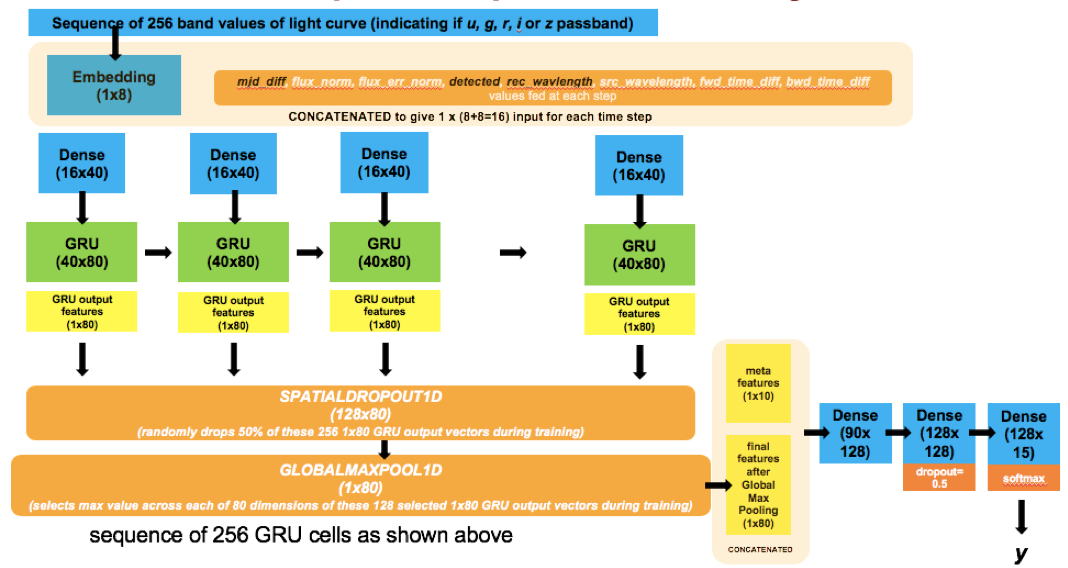 Sequence of 256 band values of light curve (indicating if u, g, r, i or z passband)
Embedding
(1x8)
mjd_diff, flux_norm, flux_err_norm, detected_rec_wavlength, src_wavelength, fwd_time_diff, bwd_time_diff
values fed at each step
CONCATENATED to give 1 x (8+8=16) input for each time step
Dense
(16x40)
Dense
(16x40)
Dense
(16x40)
Dense
(16x40)
GRU
(40x80)
GRU
(40x80)
GRU
(40x80)
GRU
(40x80)
GRU output
features
(1x80)
GRU output
features
(1x80)
GRU output
features
(1x80)
GRU output
features
(1x80)
SPATIALDROPOUT1D
(128x80)
(randomly drops 50% of these 256 1x80 GRU output vectors during training)
GLOBALMAXPOOL1D
(1x80)
(selects max value across each of 80 dimensions of these 128 selected 1x80 GRU output vectors during training)
sequence of 256 GRU cells as shown above
meta
features
(1x10)
final
features
after
Global
Max
Pooling
(1x80)
CONCATENATED
Dense
(90x
128)
Dense
(128x
128)
dropout=
0.5
Dense
(128x
15)
softmax
y